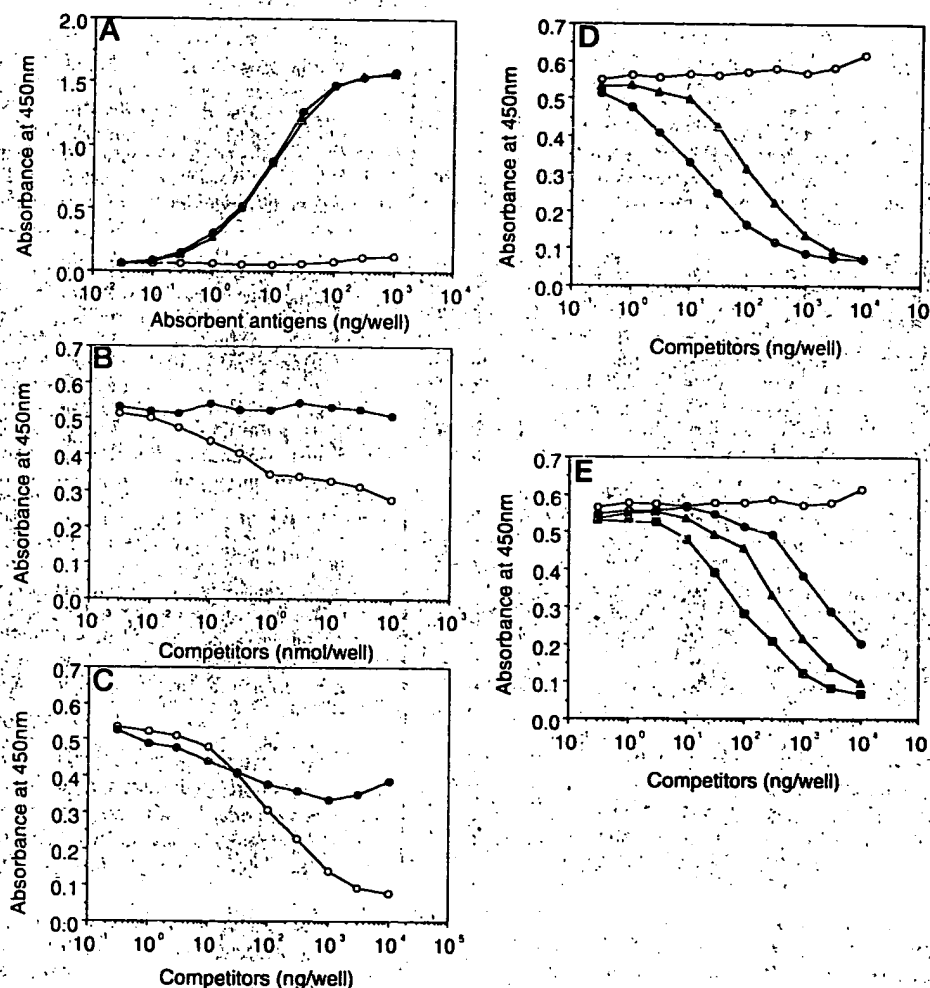 A
Absorbance at 450nm
2.0
1.5
1.0
0.5
0.0
10-2 10-1 100 101 102 103 104
Absorbent antigens (ng/well)
B
Absorbance at 450nm
0.7
0.6
0.5
0.4
0.3
0.2
0.1
0.0
10-3 10-2 10-1 100 101 102 103
Competitors (nmol/well)
C
Absorbance at 450nm
0.7
0.6
0.5
0.4
0.3
0.2
0.1
0.0
10-1 100 101 102 103 104 105
Competitors (ng/well)
D
Absorbance at 450nm
0.7
0.6
0.5
0.4
0.3
0.2
0.1
0.0
10 100 101 102 103 104 10
Competitors (ng/well)
E
Absorbance at 450nm
0.7
0.6
0.5
0.4
0.3
0.2
0.1
0.0
10-1 100 101 102 103 104 10
Competitors (ng/well)